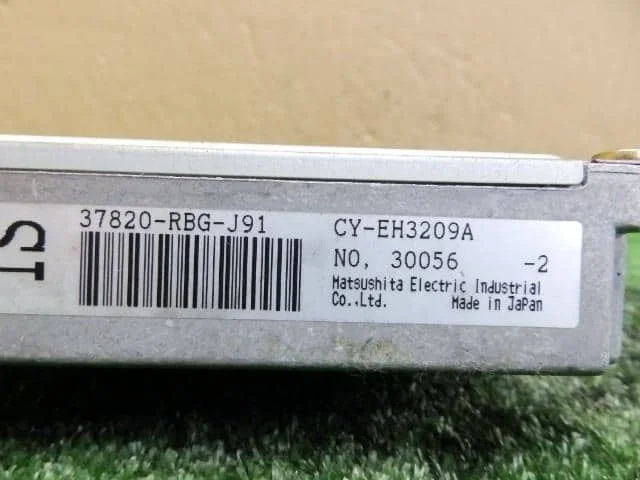 37820-RBG-J91
CY-EH3209A
NO, 30056 -2
Matsushita Electric Industrial
Co.,Ltd. Made in Japan